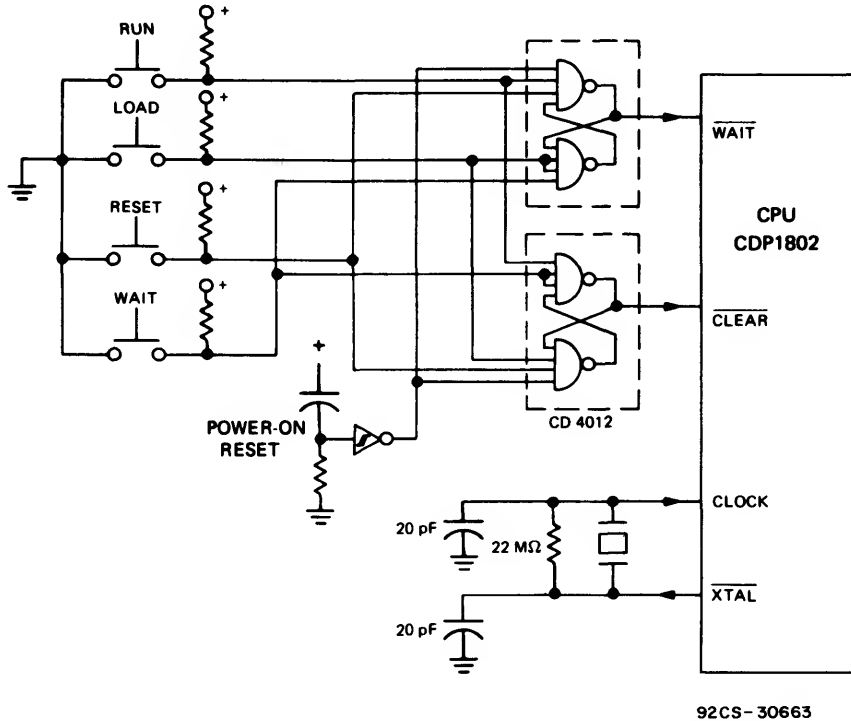 RUN
+
LOAD
+
RESET
+
WAIT
+
+
POWER-ON
RESET
CD 4012
WAIT
CLEAR
CPU
CDP1802
20 pF
22 MΩ
CLOCK
20 pF
XTAL
92CS-30663